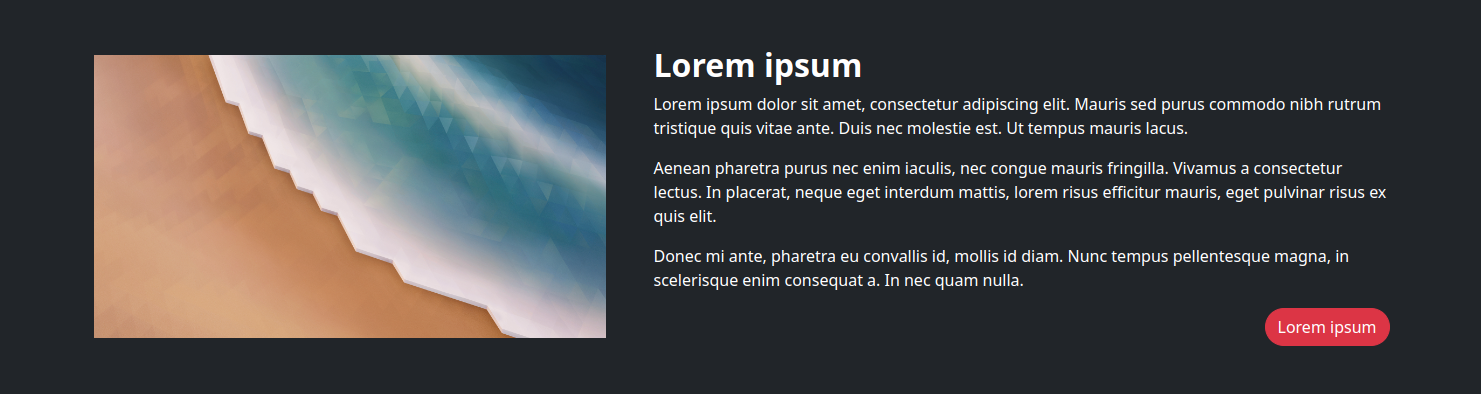 Lorem ipsum
Lorem ipsum dolor sit amet, consectetur adipiscing elit. Mauris sed purus commodo nibh rutrum
tristique quis vitae ante. Duis nec molestie est. Ut tempus mauris lacus.
Aenean pharetra purus nec enim iaculis, nec congue mauris fringilla. Vivamus a consectetur
lectus. In placerat, neque eget interdum mattis, lorem risus efficitur mauris, eget pulvinar risus ex
quis elit.
Donec mi ante, pharetra eu convallis id, mollis id diam. Nunc tempus pellentesque magna, in
scelerisque enim consequat a. In nec quam nulla.
Lorem ipsum